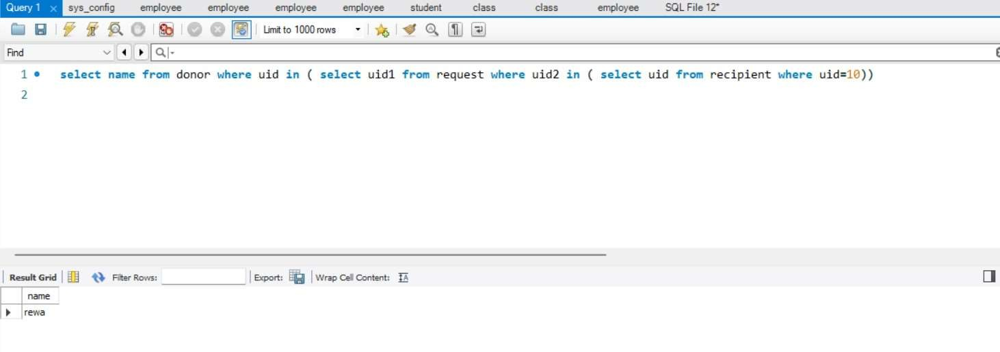 Query 1 sys_config employee employee employee employee student class class employee SQL File 12*
Limit to 1000 rows
Find
1 select name from donor where uid in ( select uid1 from request where uid2 in ( select uid from recipient where uid=10))
2
Result Grid Filter Rows: Export: Wrap Cell Content:
name
rewa